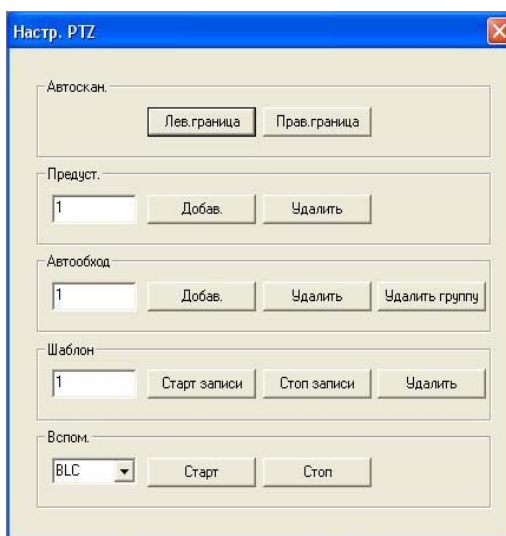 Настр. PTZ
Автоскан.
Лев.граница Прав.граница
Предуст.
1 Добав. Удалить
Автообход
1 Добав. Удалить Удалить группу
Шаблон
1 Старт записи Стоп записи Удалить
Вспом.
BLC Старт Стоп